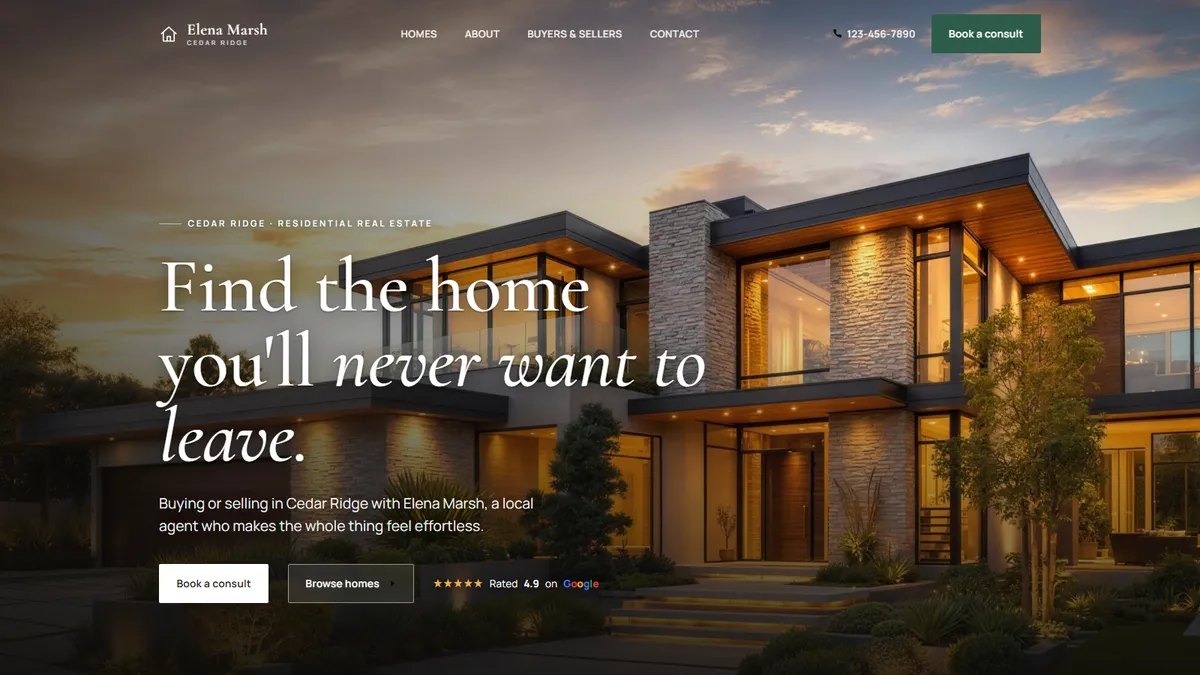 Elena Marsh
CEDAR RIDGE
HOMES
ABOUT
BUYERS & SELLERS
CONTACT
123-456-7890
Book a consult
CEDAR RIDGE · RESIDENTIAL REAL ESTATE
Find the home
you'll never want to
leave.
Buying or selling in Cedar Ridge with Elena Marsh, a local
agent who makes the whole thing feel effortless.
Book a consult
Browse homes
★★★★★ Rated 4.9 on Google